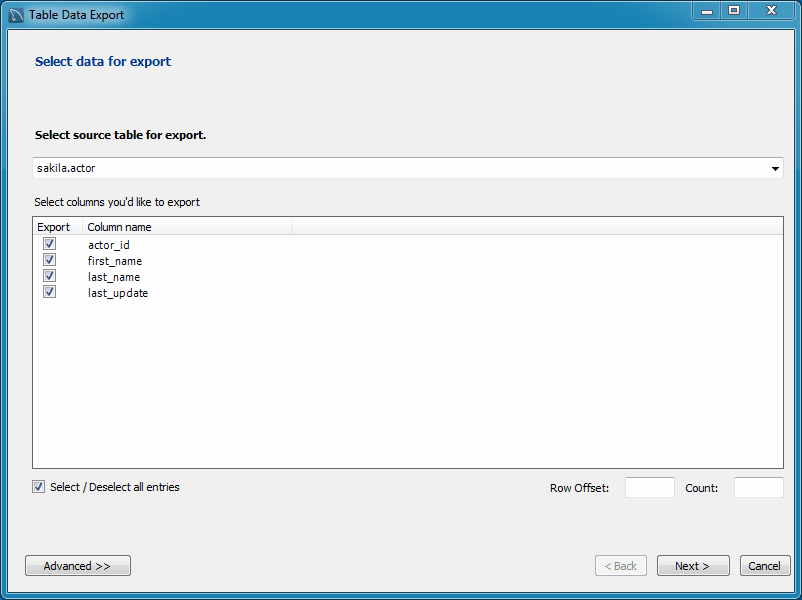 Table Data Export
Select data for export
Select source table for export.
sakila.actor
Select columns you'd like to export
Export Column name
actor_id
first_name
last_name
last_update
Select / Deselect all entries Row Offset: Count:
Advanced >> < Back Next > Cancel